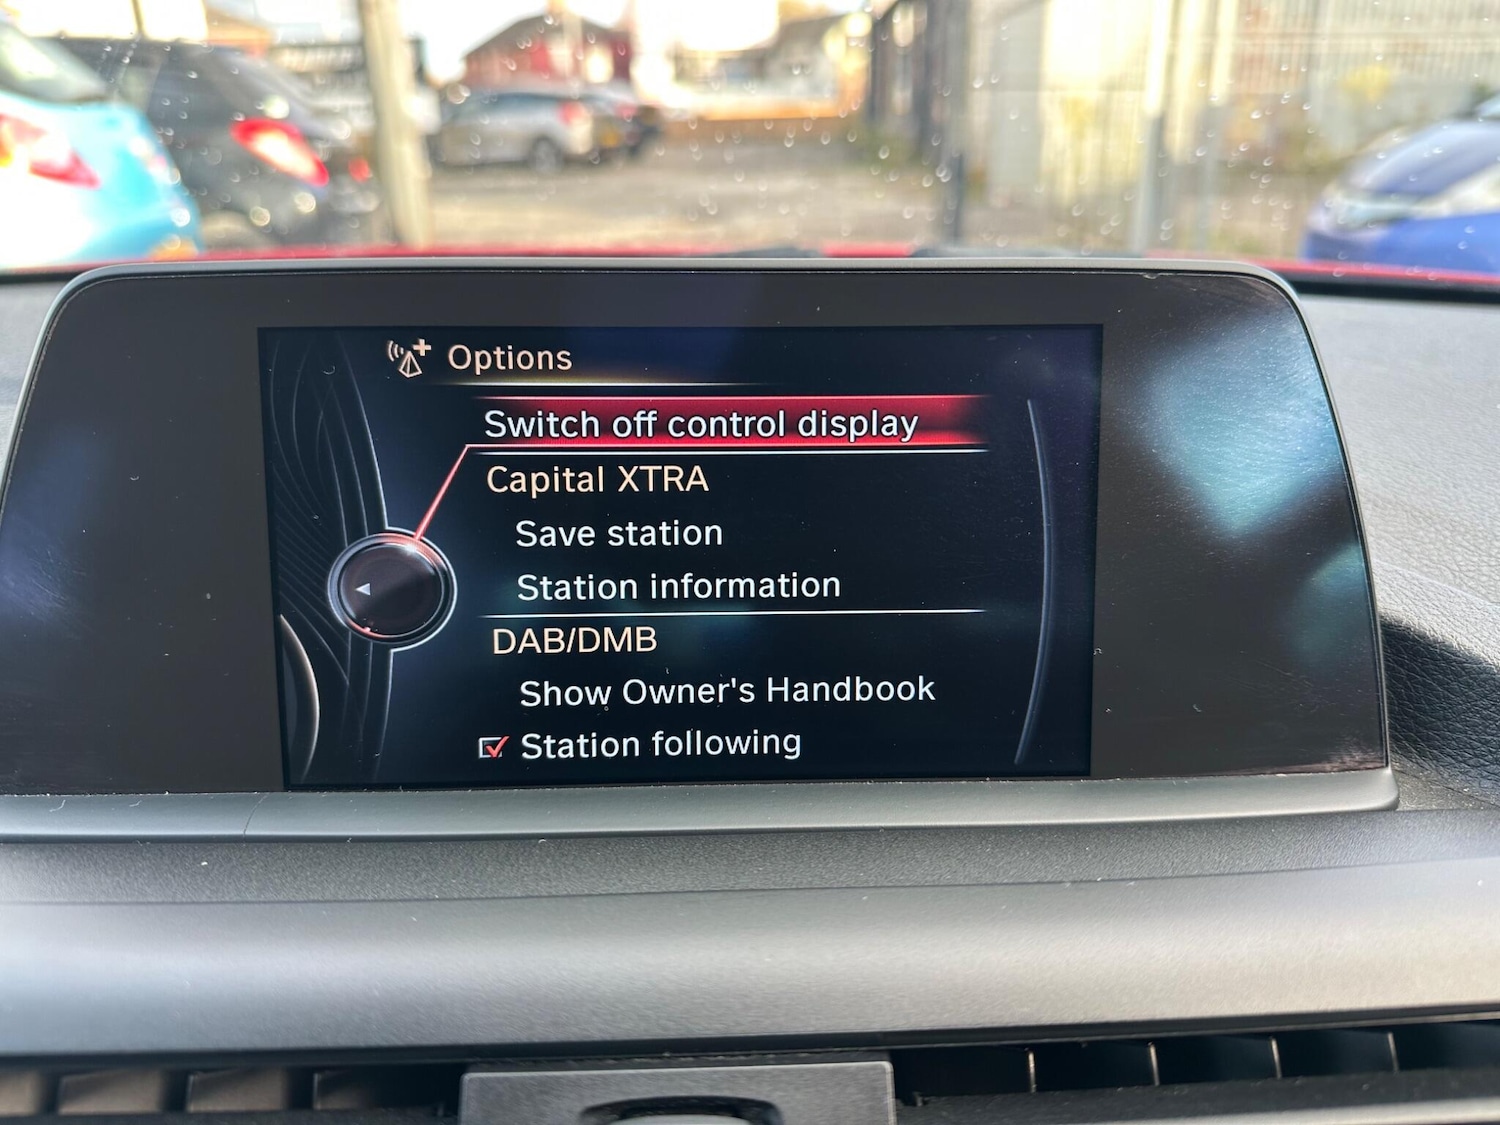 Options
Switch off control display
Capital XTRA
Save station
Station information
DAB/DMB
Show Owner's Handbook
Station following